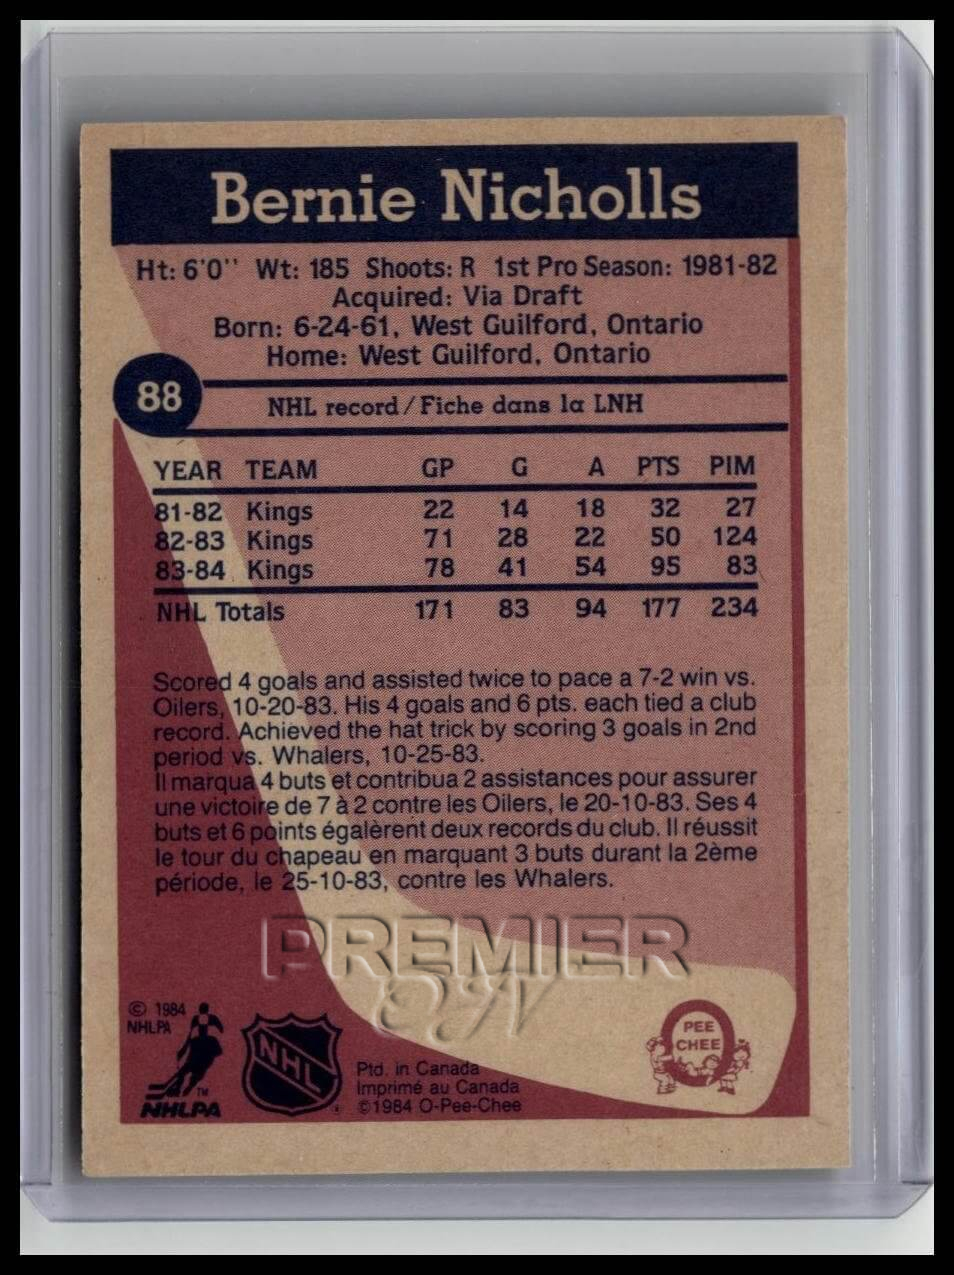 Bernie Nicholls
Ht: 6'0" Wt: 185 Shoots: R 1st Pro Season: 1981-82
Acquired: Via Draft
Born: 6-24-61, West Guilford, Ontario
Home: West Guilford, Ontario
88
NHL record/Fiche dans la LNH
YEAR TEAM GP G A PTS PIM
81-82 Kings 22 14 18 32 27
82-83 Kings 71 28 22 50 124
83-84 Kings 78 41 54 95 83
NHL Totals 171 83 94 177 234
Scored 4 goals and assisted twice to pace a 7-2 win vs.
Oilers, 10-20-83. His 4 goals and 6 pts. each tied a club
record. Achieved the hat trick by scoring 3 goals in 2nd
period vs. Whalers, 10-25-83.
Il marqua 4 buts et contribua 2 assistances pour assurer
une victoire de 7 à 2 contre les Oilers, le 20-10-83. Ses 4
buts et 6 points égalèrent deux records du club. Il réussit
le tour du chapeau en marquant 3 buts durant la 2ème
période, le 25-10-83, contre les Whalers.
PREMIER
© 1984
NHLPA
TM
NHLPA
NHL
Ptd. in Canada
Imprimé au Canada
©1984 O-Pee-Chee
O
PEE
CHEE